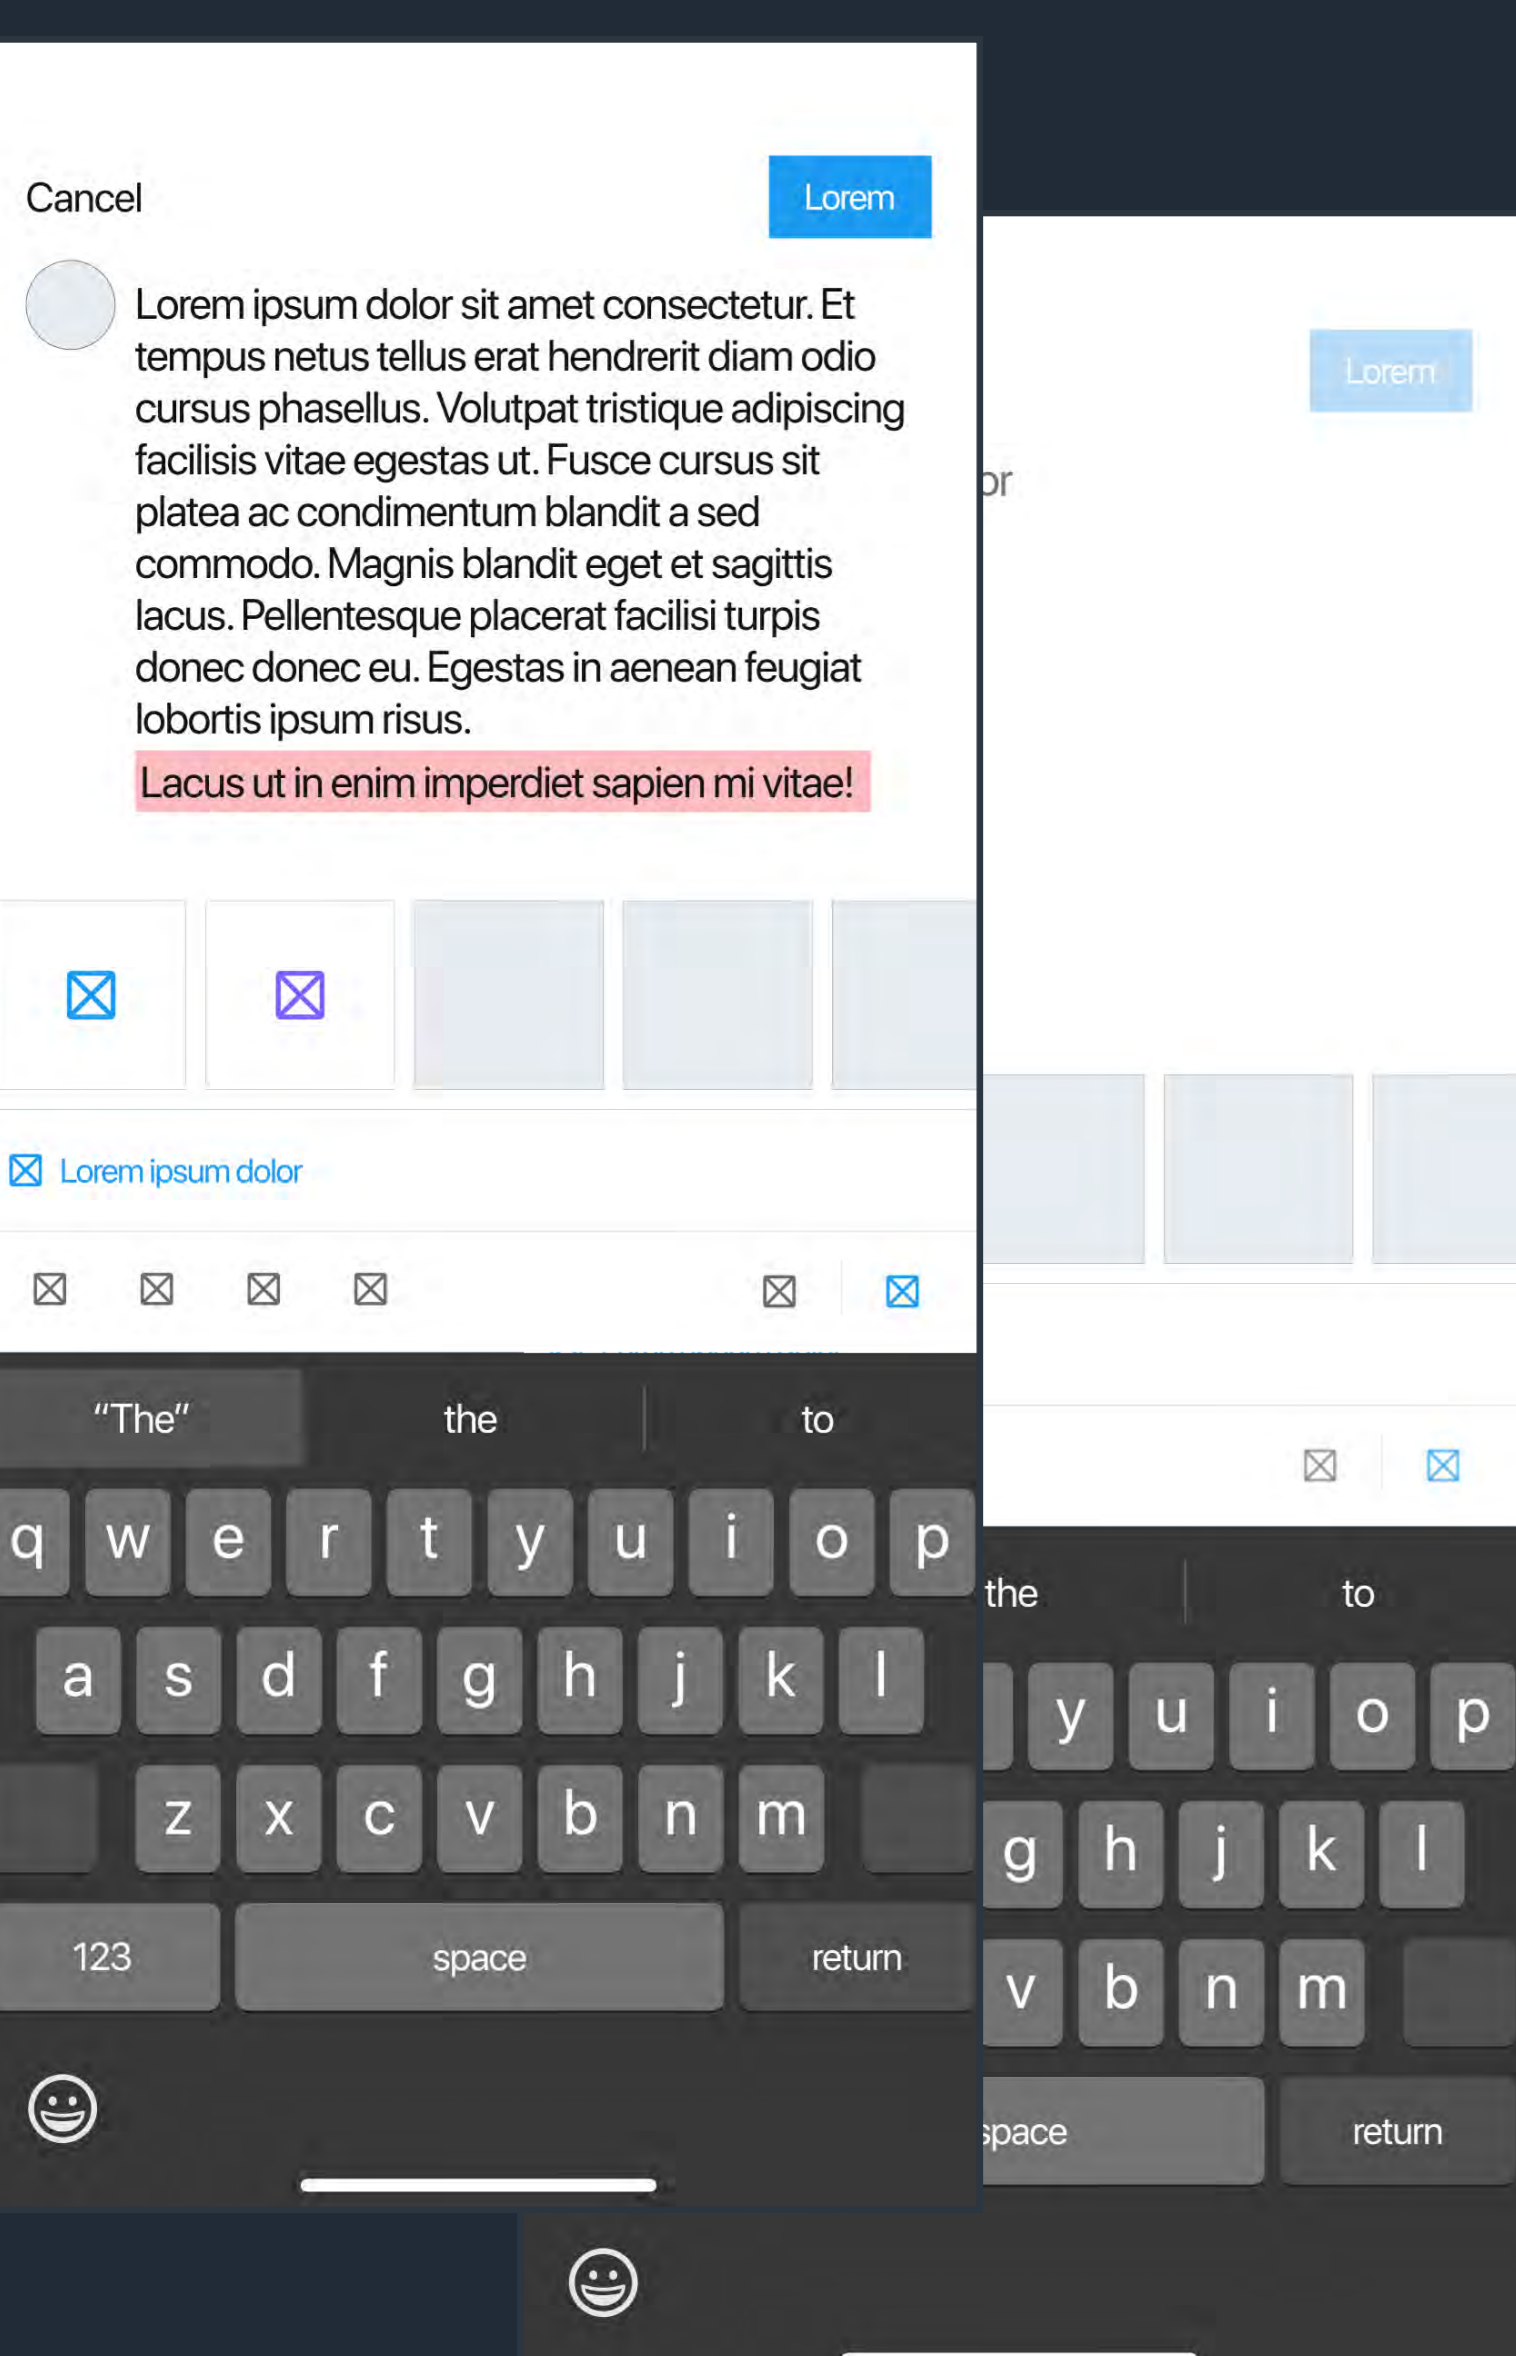 Cancel
Lorem
Lorem ipsum dolor sit amet consectetur. Et
tempus netus tellus erat hendrerit diam odio
cursus phasellus. Volutpat tristique adipiscing
facilisis vitae egestas ut. Fusce cursus sit
platea ac condimentum blandit a sed
commodo. Magnis blandit eget et sagittis
lacus. Pellentesque placerat facilisi turpis
donec donec eu. Egestas in aenean feugiat
lobortis ipsum risus.
Lacus ut in enim imperdiet sapien mi vitae!
Lorem ipsum dolor
“The” the to
q w e r t y u i o p
a s d f g h j k l
z x c v b n m
123 space return
Lorem
or
the to
y u i o p
g h j k l
v b n m
space return